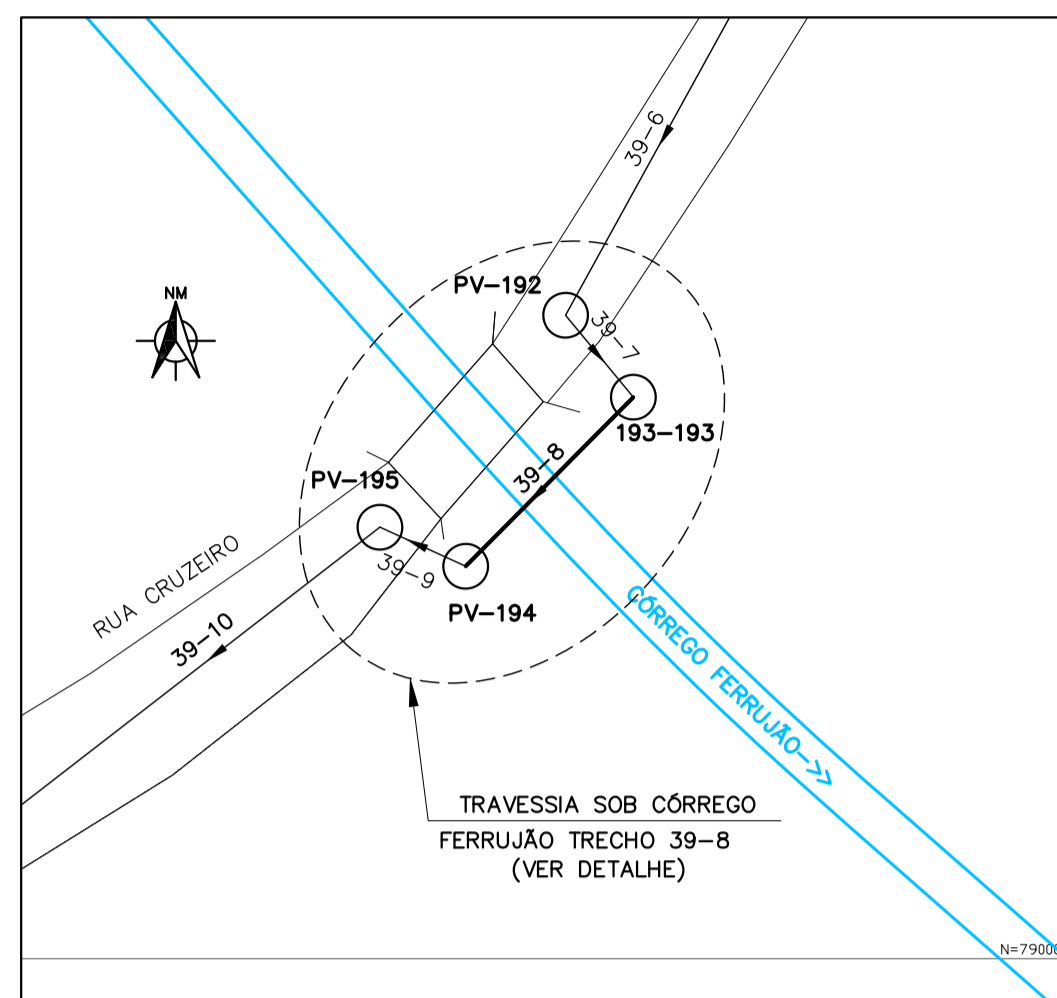 39-6
PV-192
NM
39-7
193-193
39-8
PV-195
39-9
RUA CRUZEIRO
PV-194
39-10
CÓRREGO FERRUJÃO->>
TRAVESSIA SOB CÓRREGO
FERRUJÃO TRECHO 39-8
(VER DETALHE)